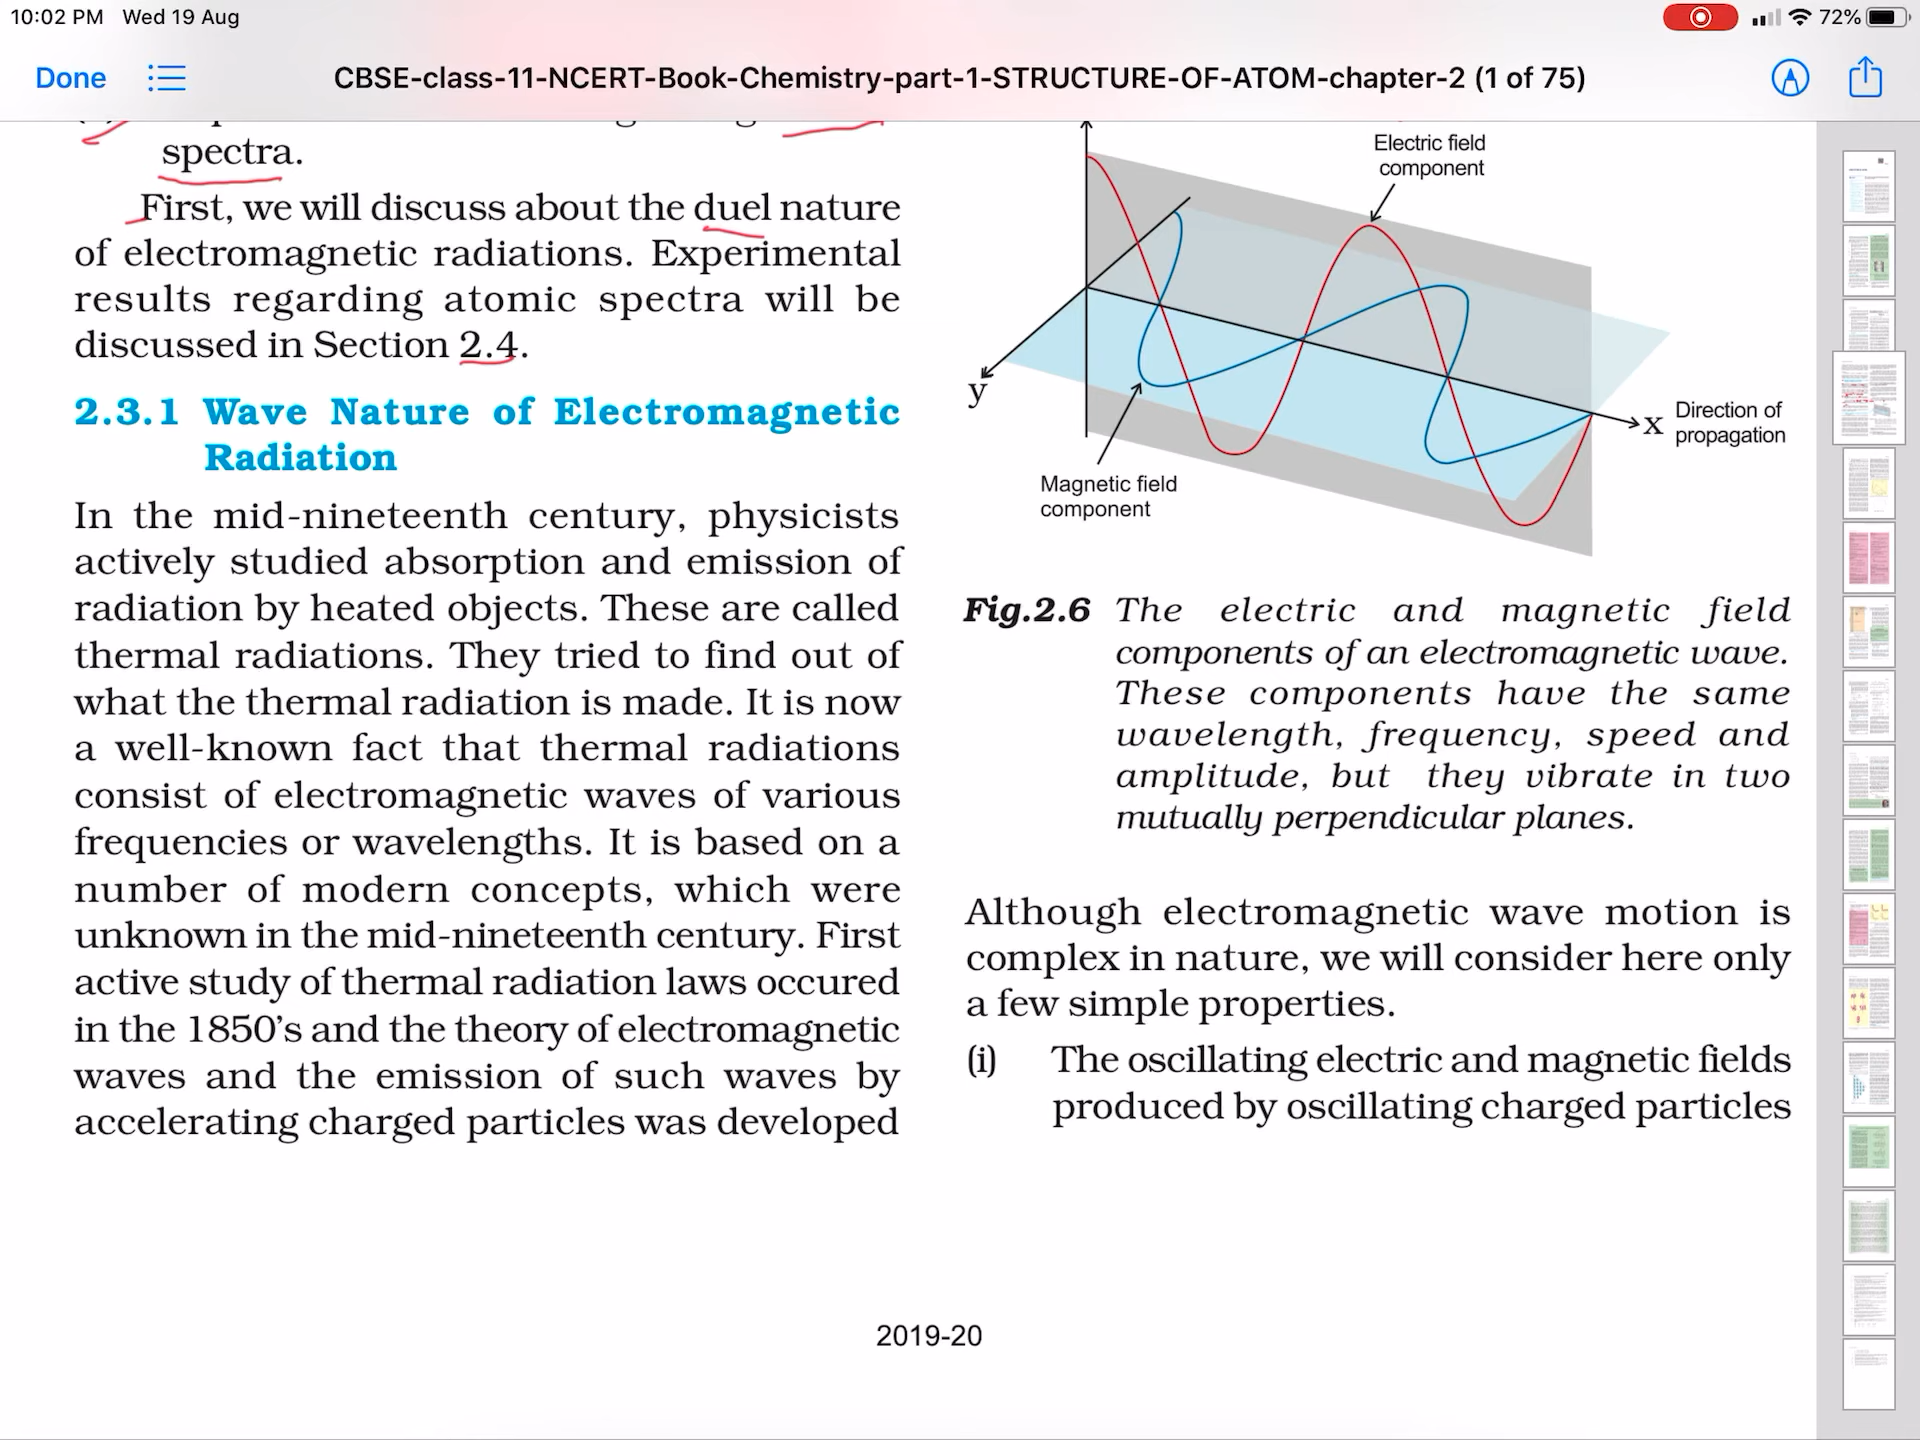 10:02 PM Wed 19 Aug
72%
Done
CBSE-class-11-NCERT-Book-Chemistry-part-1-STRUCTURE-OF-ATOM-chapter-2 (1 of 75)
spectra.
First, we will discuss about the duel nature
of electromagnetic radiations. Experimental
results regarding atomic spectra will be
discussed in Section 2.4.
2.3.1 Wave Nature of Electromagnetic
Radiation
In the mid-nineteenth century, physicists
actively studied absorption and emission of
radiation by heated objects. These are called
thermal radiations. They tried to find out of
what the thermal radiation is made. It is now
a well-known fact that thermal radiations
consist of electromagnetic waves of various
frequencies or wavelengths. It is based on a
number of modern concepts, which were
unknown in the mid-nineteenth century. First
active study of thermal radiation laws occured
in the 1850's and the theory of electromagnetic
waves and the emission of such waves by
accelerating charged particles was developed
Electric field
component
y
x
Direction of
propagation
Magnetic field
component
Fig.2.6 The electric and magnetic field
components of an electromagnetic wave.
These components have the same
wavelength, frequency, speed and
amplitude, but they vibrate in two
mutually perpendicular planes.
Although electromagnetic wave motion is
complex in nature, we will consider here only
a few simple properties.
(i) The oscillating electric and magnetic fields
produced by oscillating charged particles
2019-20